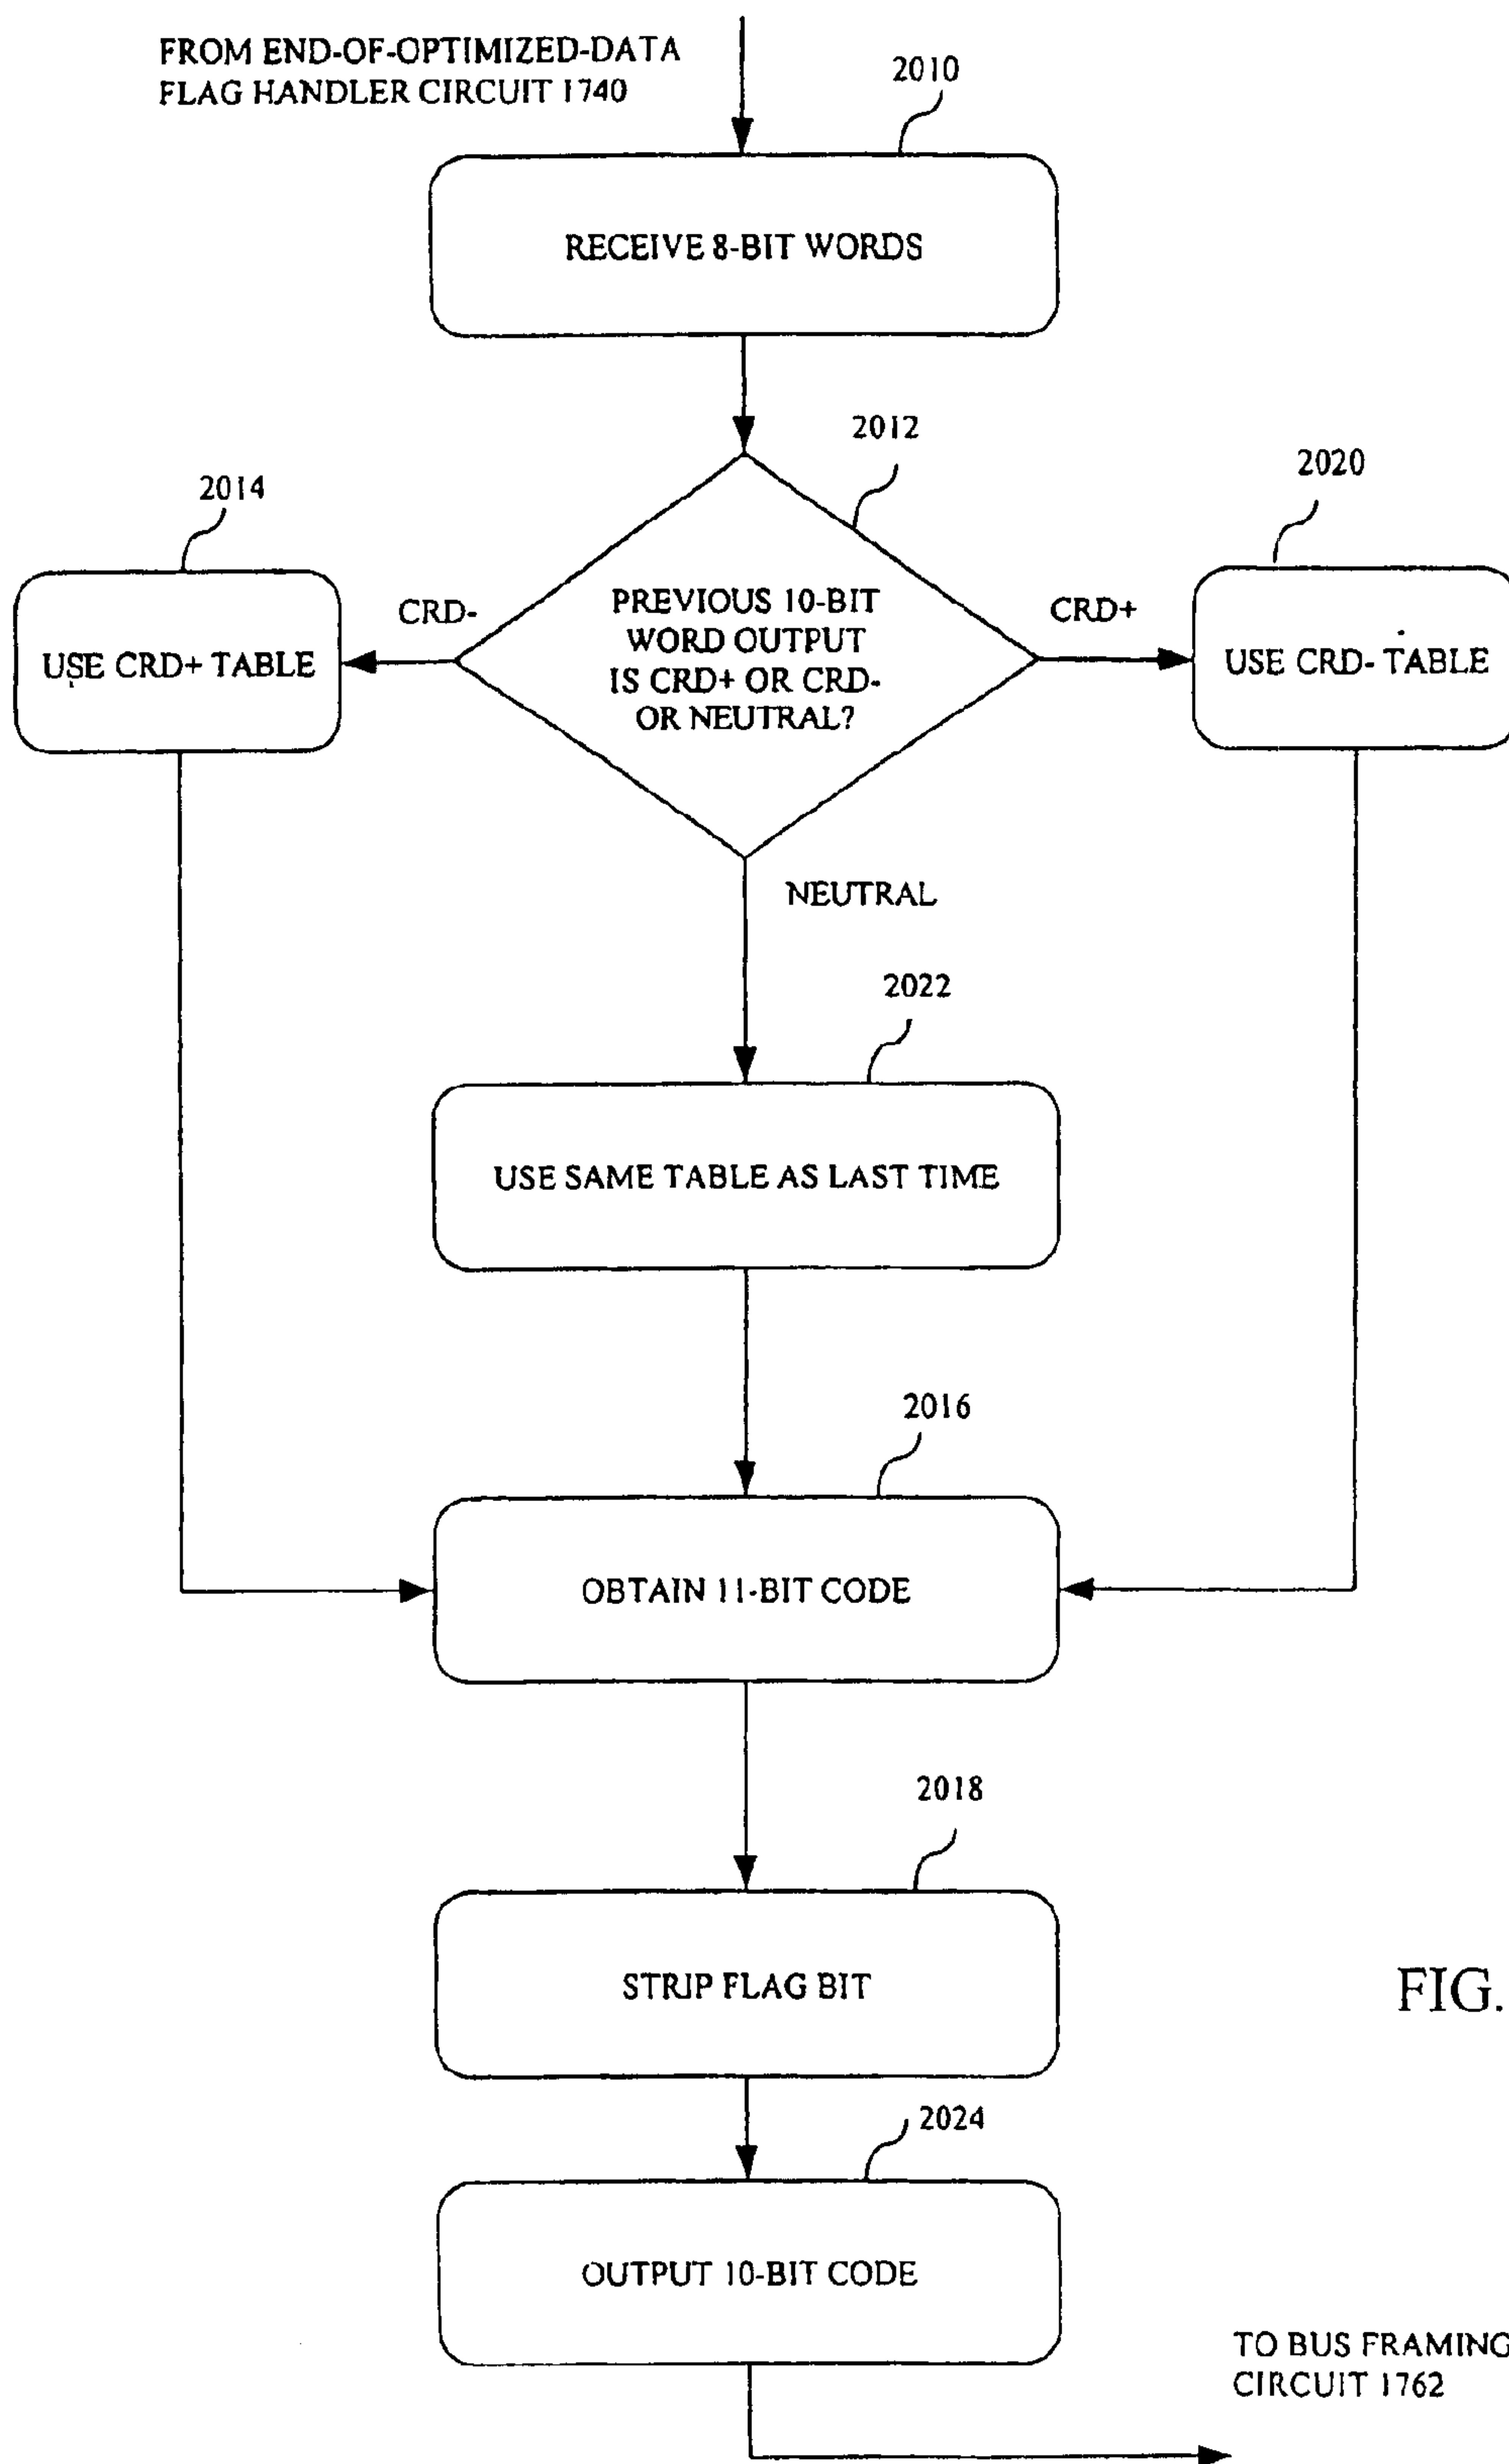 FROM END-OF-OPTIMIZED-DATA
FLAG HANDLER CIRCUIT 1740
2010
RECEIVE 8-BIT WORDS
2012
2014
2020
CRD-
PREVIOUS 10-BIT
WORD OUTPUT
IS CRD+ OR CRD-
OR NEUTRAL?
CRD+
USE CRD+ TABLE
USE CRD- TABLE
NEUTRAL
2022
USE SAME TABLE AS LAST TIME
2016
OBTAIN 11-BIT CODE
2018
STRIP FLAG BIT
FIG.
2024
OUTPUT 10-BIT CODE
TO BUS FRAMING
CIRCUIT 1762